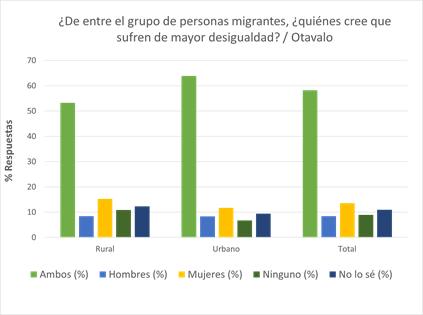 ¿De entre el grupo de personas migrantes, ¿quiénes cree que
sufren de mayor desigualdad? / Otavalo
% Respuestas
70
60
50
40
30
20
10
0
Rural Urbano Total
Ambos (%) Hombres (%) Mujeres (%) Ninguno (%) No lo sé (%)